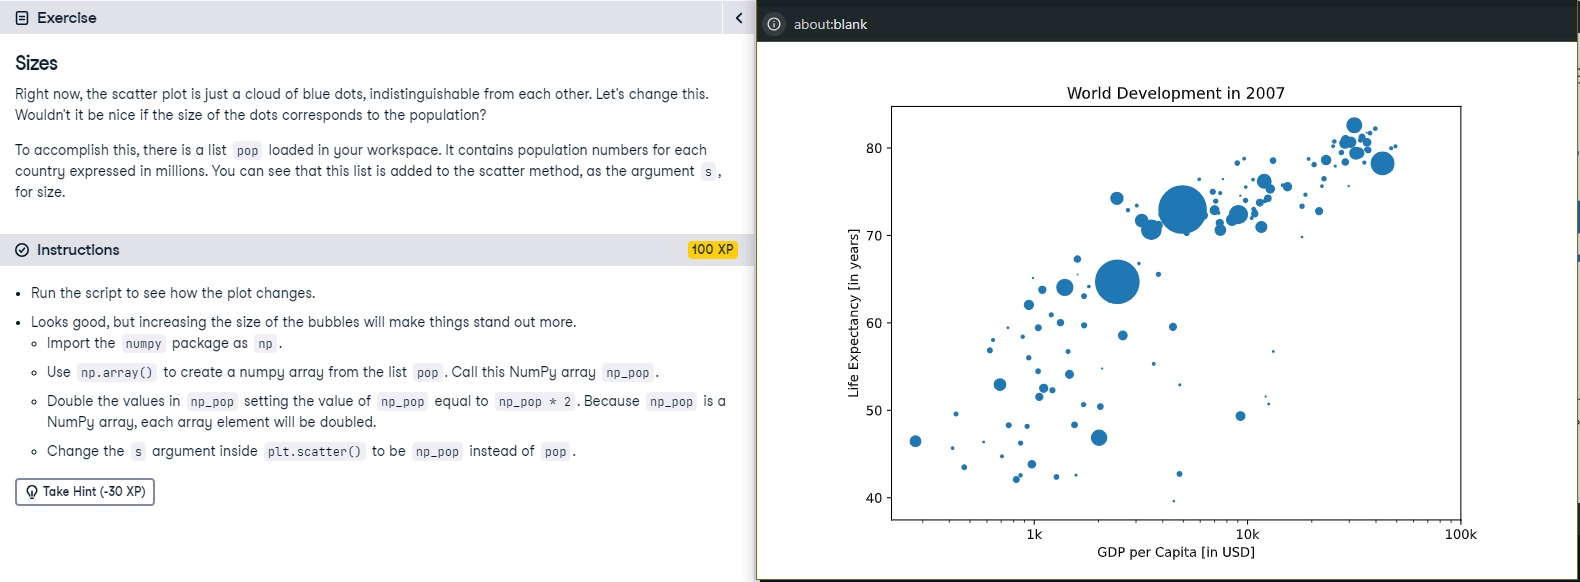 Exercise
Sizes
Right now, the scatter plot is just a cloud of blue dots, indistinguishable from each other. Let's change this.
Wouldn't it be nice if the size of the dots corresponds to the population?
To accomplish this, there is a list pop loaded in your workspace. It contains population numbers for each
country expressed in millions. You can see that this list is added to the scatter method, as the argument s,
for size.
Instructions
100 XP
• Run the script to see how the plot changes.
• Looks good, but increasing the size of the bubbles will make things stand out more.
Import the numpy package as np.
Use np.array() to create a numpy array from the list pop. Call this NumPy array np_pop.
Double the values in np_pop setting the value of np_pop equal to np_pop * 2. Because np_pop is a
NumPy array, each array element will be doubled.
Change the s argument inside plt.scatter() to be np_pop instead of pop.
Take Hint (-30 XP)
about:blank
World Development in 2007
Life Expectancy [in years]
80
70
60
50
40
1k 10k 100k
GDP per Capita [in USD]